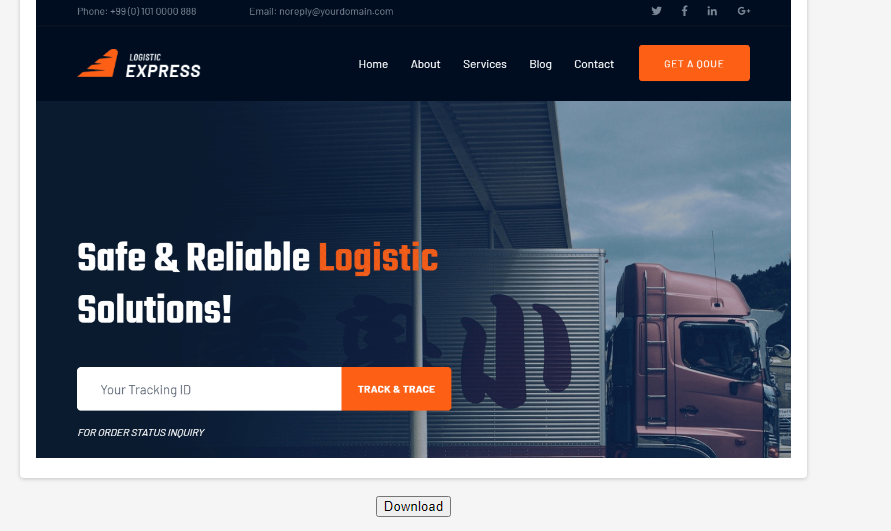 Phone: +99 (0) 101 0000 888 Email: noreply@yourdomain.com
LOGISTIC
EXPRESS
Home About Services Blog Contact GET A QOUE
Safe & Reliable Logistic
Solutions!
Your Tracking ID TRACK & TRACE
FOR ORDER STATUS INQUIRY
Download